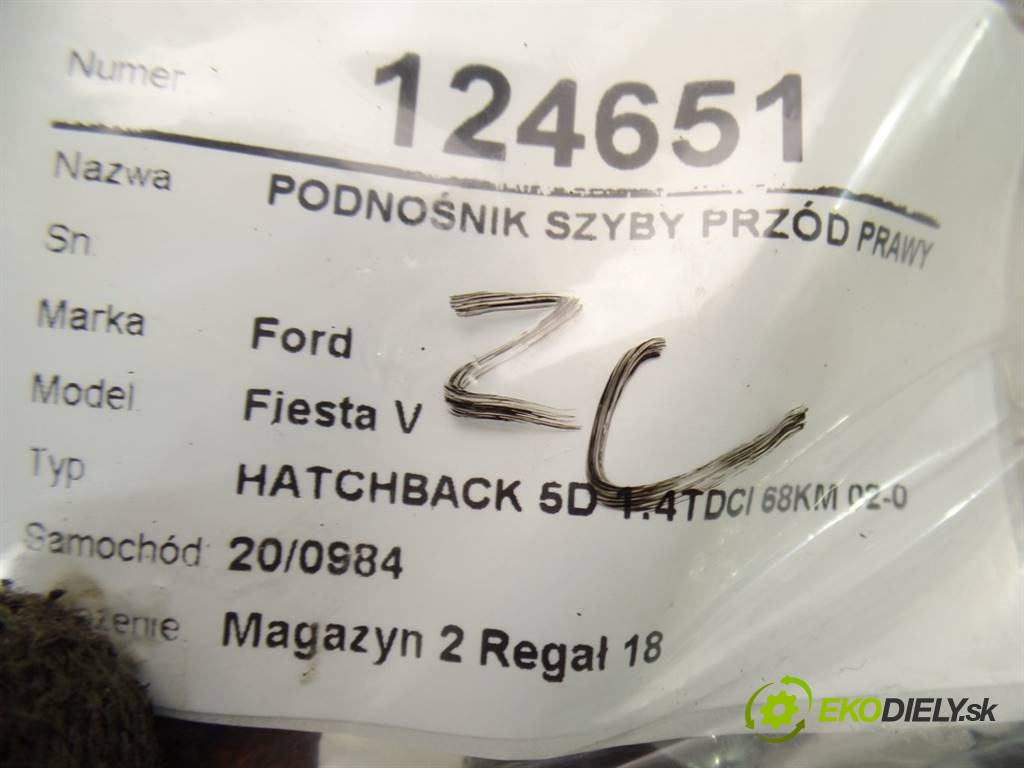 Numer. 124651
Nazwa PODNOŚNIK SZYBY PRZÓD PRAWY
Sn.
Marka Ford
Model. Fiesta V
Typ HATCHBACK 5D 1.4TDCI 68KM 02-0
Samochód: 20/0984
Magazyn 2 Regał 18
ZC
EKODIELY.sk